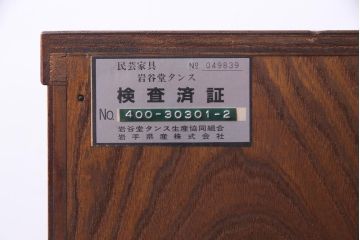 民芸家具 № 049839
岩谷堂タンス
検査済証
No. 400-30301-2
岩谷堂タンス生産協同組合
岩手県産株式会社